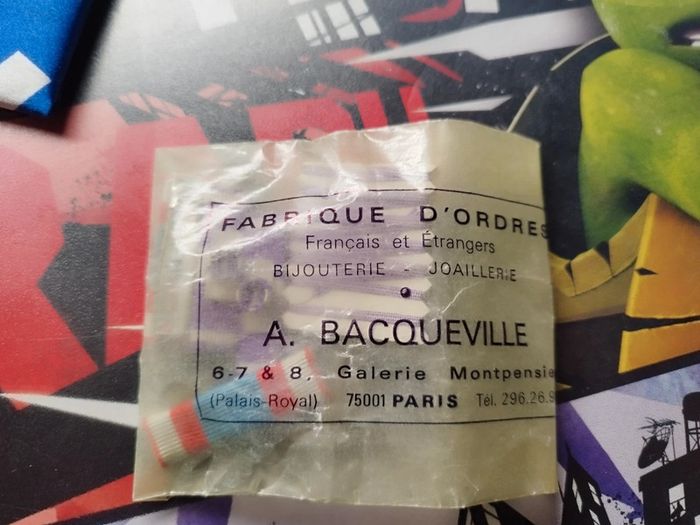 FABRIQUE D'ORDRES
Français et Étrangers
BIJOUTERIE - JOAILLERIE
A. BACQUEVILLE
6-7 & 8, Galerie Montpensie
(Palais-Royal) 75001 PARIS Tél. 296.26.9